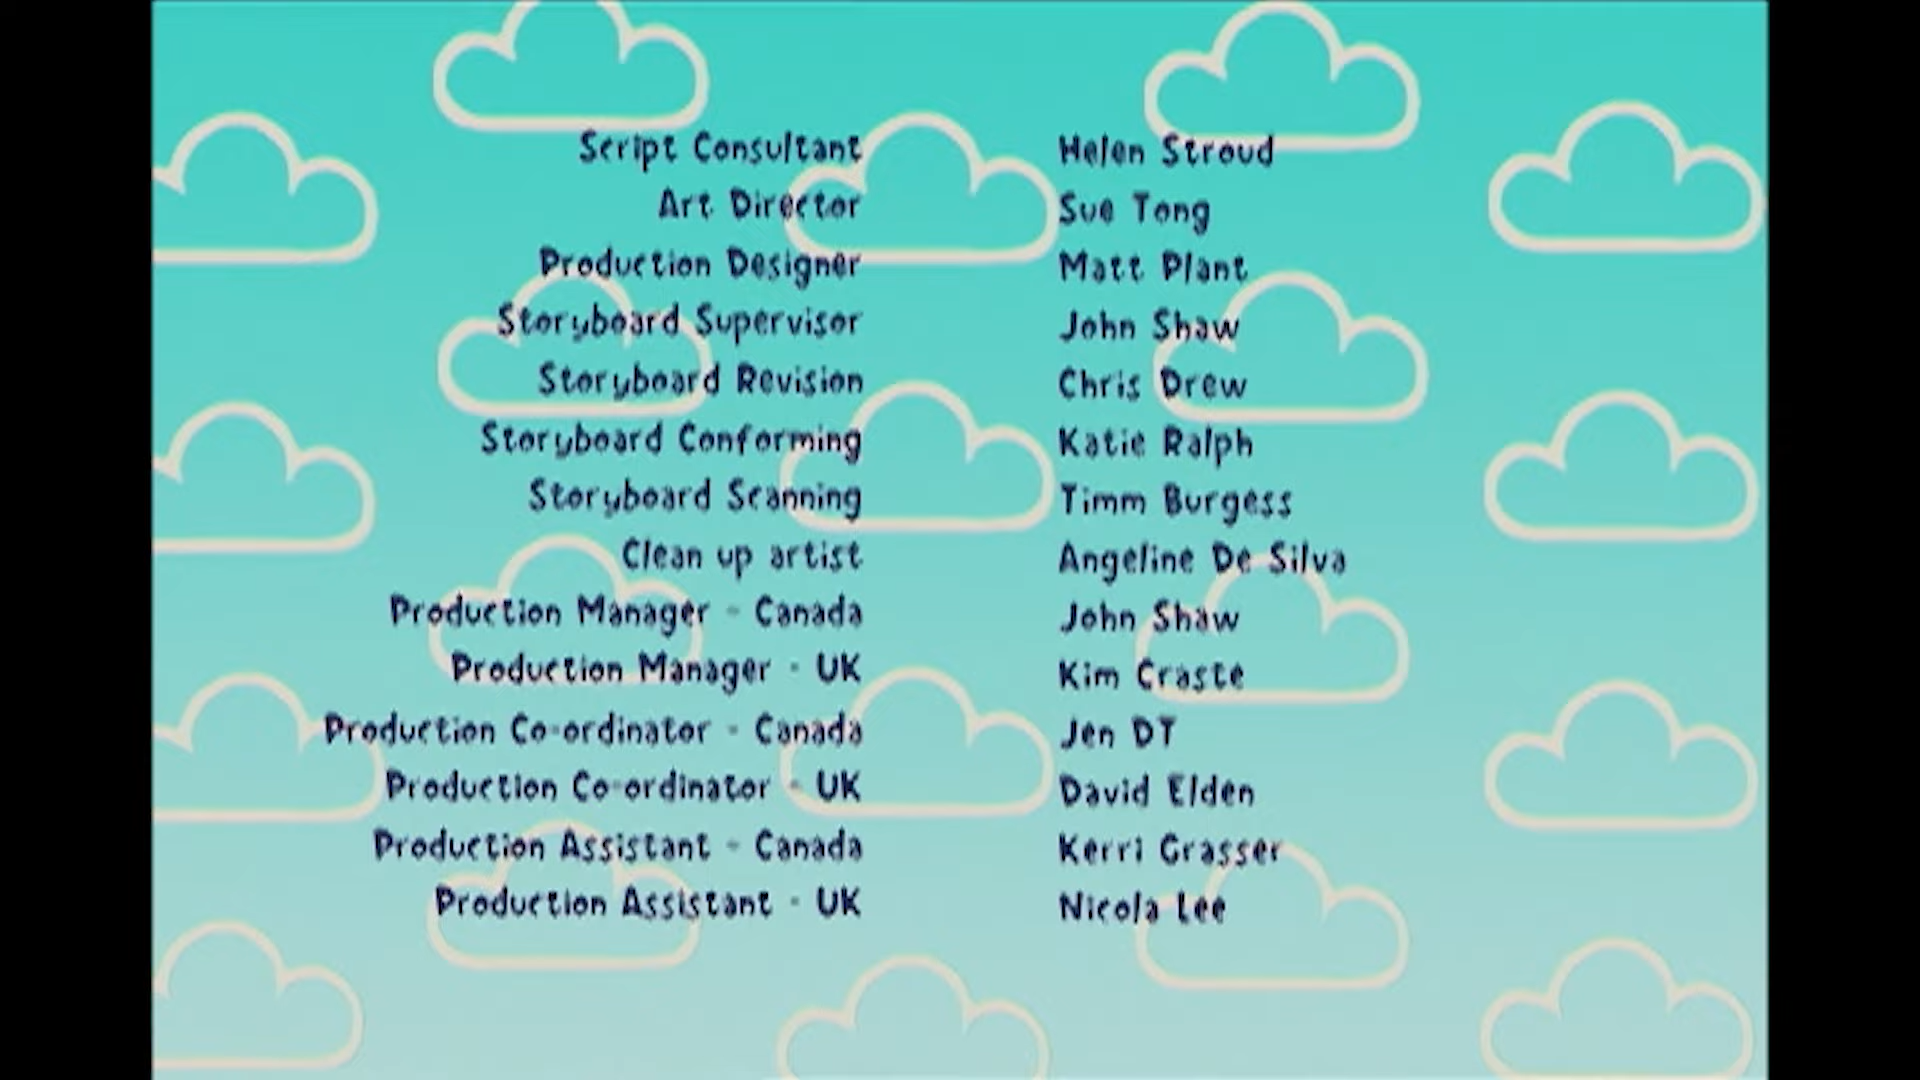 Script Consultant Helen Stroud
Art Director Sue Tong
Production Designer Matt Plant
Storyboard Supervisor John Shaw
Storyboard Revision Chris Drew
Storyboard Conforming Katie Ralph
Storyboard Scanning Timm Burgess
Clean up artist Angeline De Silva
Production Manager - Canada John Shaw
Production Manager - UK Kim Craste
Production Co-ordinator - Canada Jen DT
Production Co-ordinator - UK David Elden
Production Assistant - Canada Kerri Grasser
Production Assistant - UK Nicola Lee